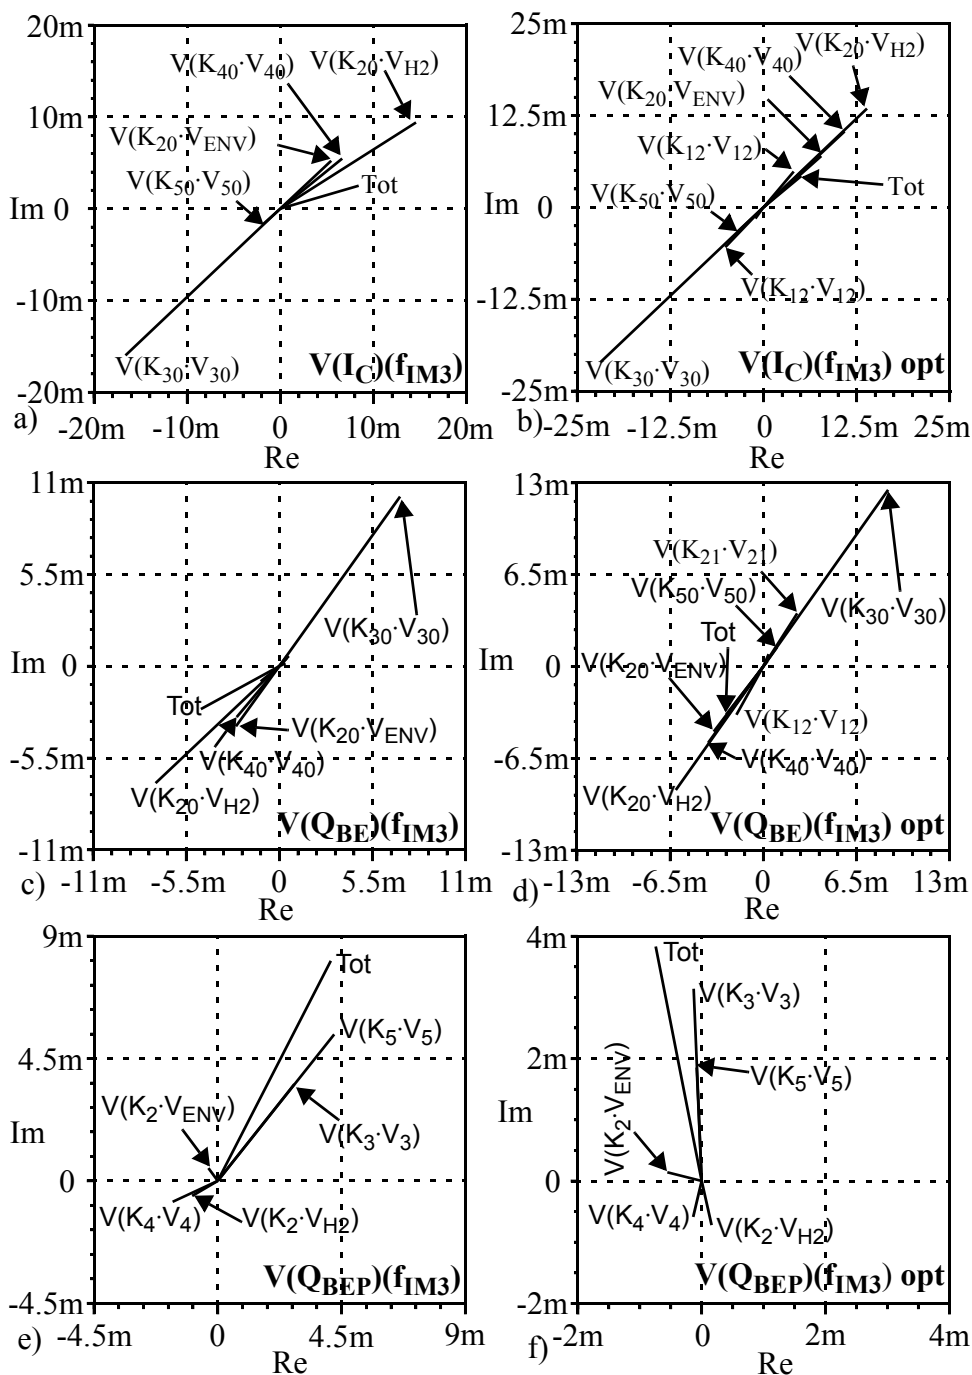 20m
V(K40·V40)
V(K20·VH2)
10m
V(K20·VENV)
V(K50·V50)
Tot
Im 0
-10m
V(K30·V30)
V(IC)(fIM3)
-20m
a) -20m -10m 0 10m 20m
Re
25m
V(K20·VH2)
V(K40·V40)
V(K20·VENV)
12.5m
V(K12·V12)
V(K50·V50)
Tot
Im 0
V(K12·V12)
-12.5m
V(K30·V30)
V(IC)(fIM3) opt
-25m
b) -25m -12.5m 0 12.5m 25m
Re
11m
5.5m
V(K30·V30)
Im 0
Tot
V(K20·VENV)
-5.5m
V(K40·V40)
V(K20·VH2)
V(QBE)(fIM3)
-11m
c) -11m -5.5m 0 5.5m 11m
Re
13m
V(K21·V21)
6.5m
V(K50·V50)
V(K30·V30)
Tot
Im 0
V(K20·VENV)
V(K12·V12)
-6.5m
V(K40·V40)
V(K20·VH2)
V(QBE)(fIM3) opt
-13m
d) -13m -6.5m 0 6.5m 13m
Re
9m
Tot
V(K5·V5)
4.5m
V(K2·VENV)
V(K3·V3)
Im
0
V(K4·V4)
V(K2·VH2)
V(QBEP)(fIM3)
-4.5m
e) -4.5m 0 4.5m 9m
Re
4m
Tot
V(K3·V3)
2m
V(K5·V5)
V(K2·VENV)
Im
0
V(K4·V4)
V(K2·VH2)
V(QBEP)(fIM3) opt
-2m
f) -2m 0 2m 4m
Re